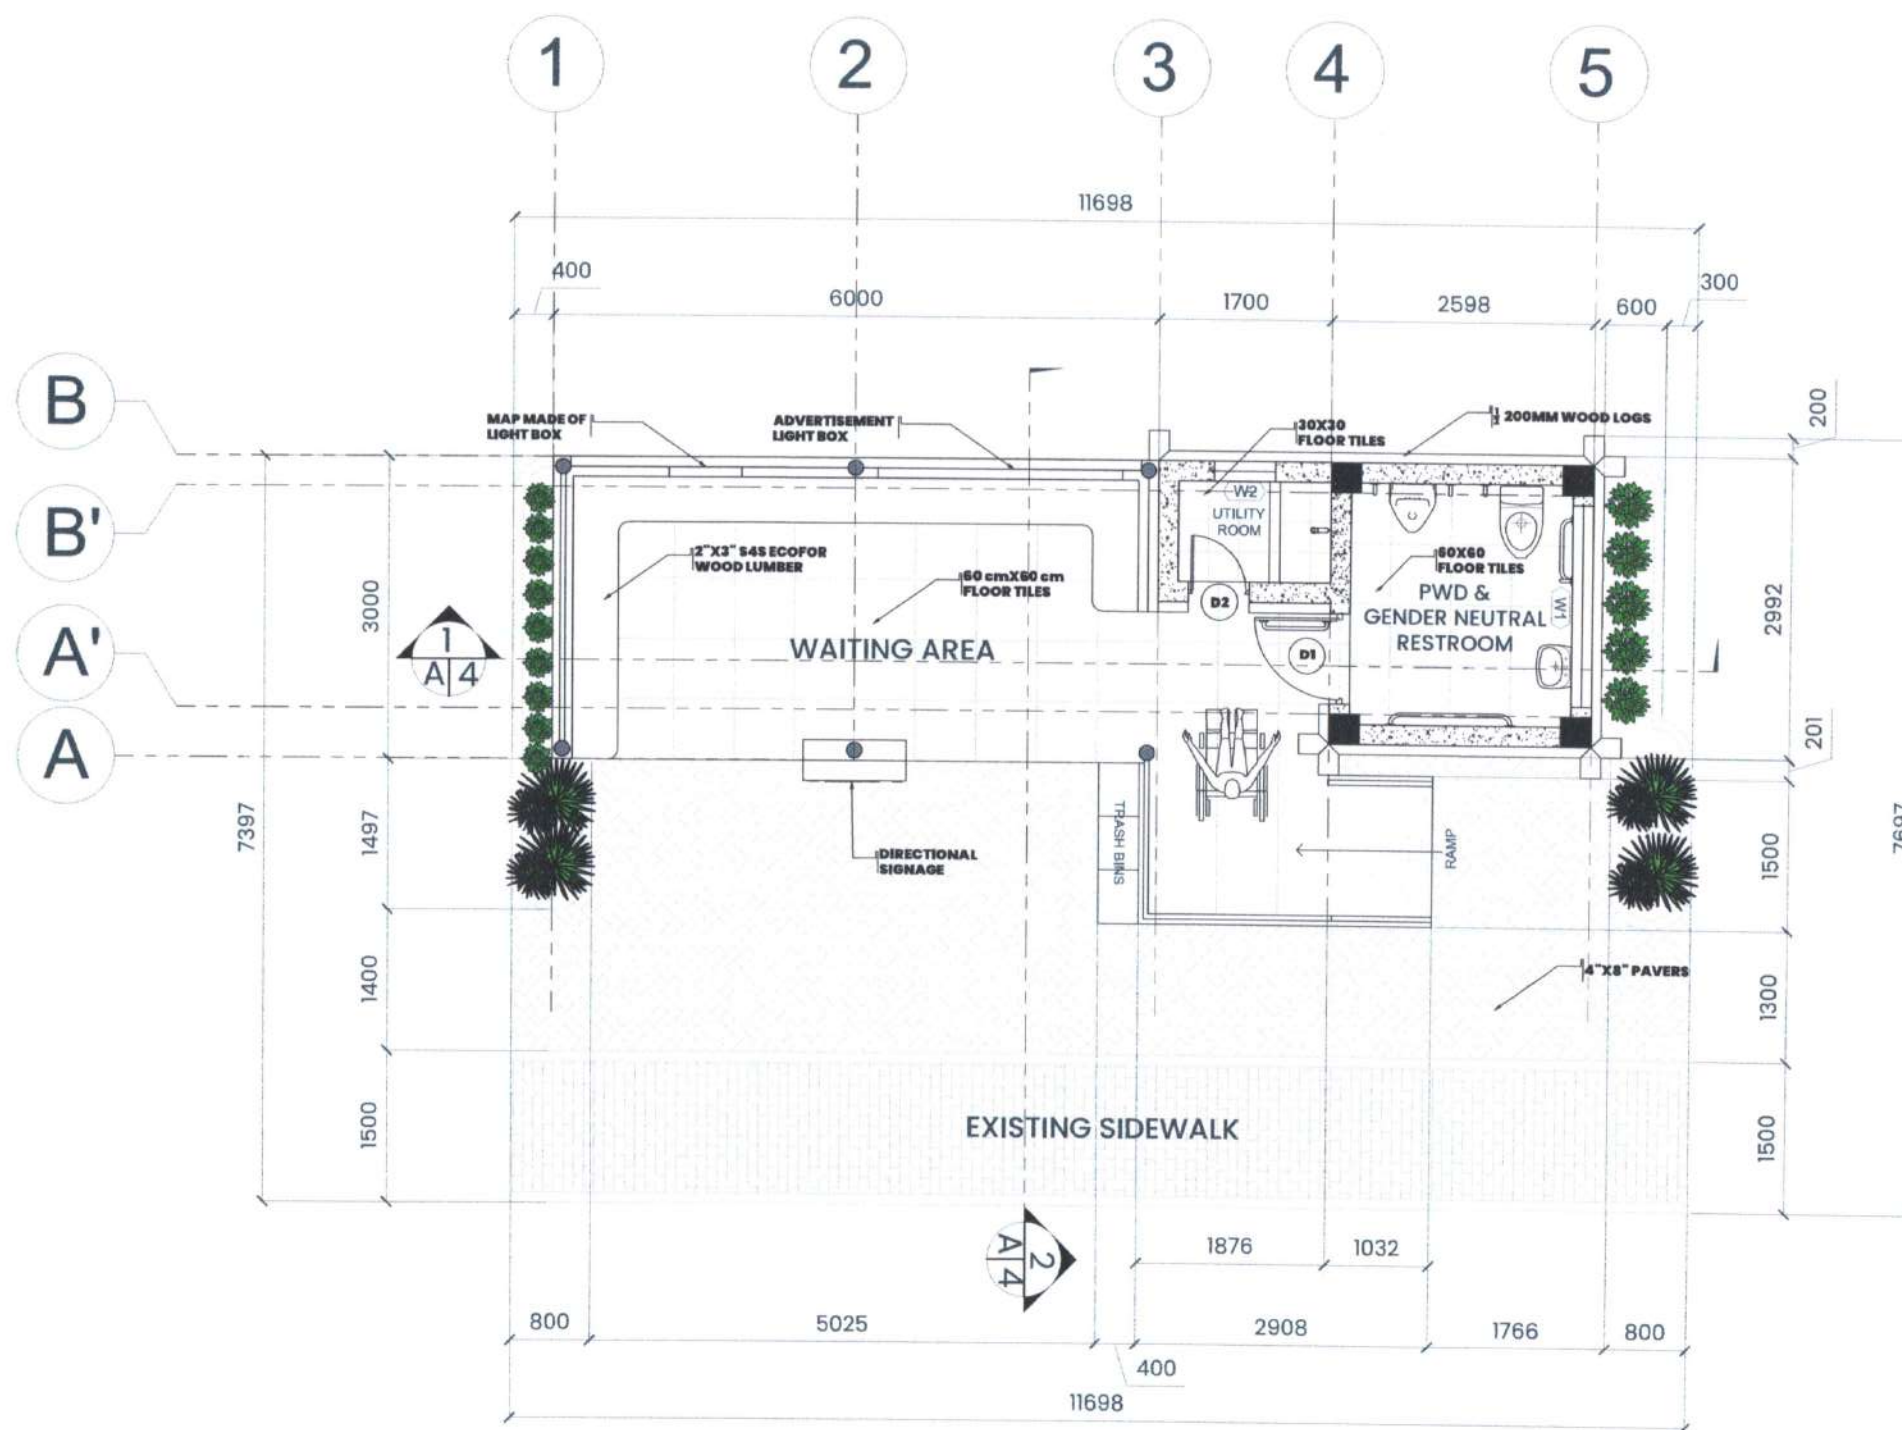 1
2
3
4
5
11698
400
6000
1700
2598
600
300
B
B'
A'
A
MAP MADE OF
LIGHT BOX
ADVERTISEMENT
LIGHT BOX
30X30
FLOOR TILES
200MM WOOD LOGS
200
W2
UTILITY
ROOM
2"X3" S4S ECOFOR
WOOD LUMBER
60 cmX60 cm
FLOOR TILES
60X60
FLOOR TILES
PWD &
GENDER NEUTRAL
RESTROOM
W1
D2
D1
WAITING AREA
1
A 4
3000
2992
201
7397
7697
1497
1500
DIRECTIONAL
SIGNAGE
TRASH BINS
RAMP
4"X8" PAVERS
1400
1300
1500
1500
EXISTING SIDEWALK
2
A 4
1876
1032
800
5025
2908
1766
800
400
11698